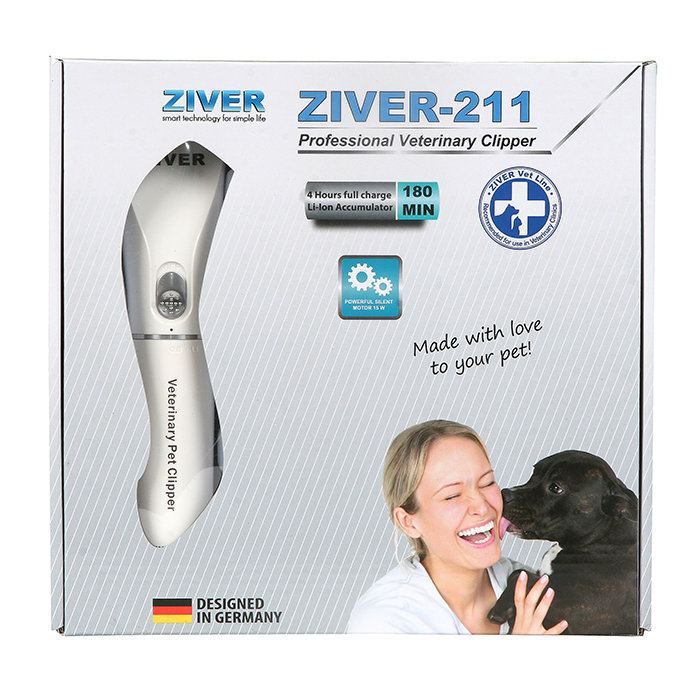 ZIVER
smart technology for simple life
ZIVER-211
Professional Veterinary Clipper
IVER
4 Hours full charge
Li-Ion Accumulator
180
MIN
ZIVER Vet Line
Recommended for use in Veterinary Clinics
POWERFUL SILENT
MOTOR 15 W
Made with love
to your pet!
Veterinary Pet Clipper
DESIGNED
IN GERMANY